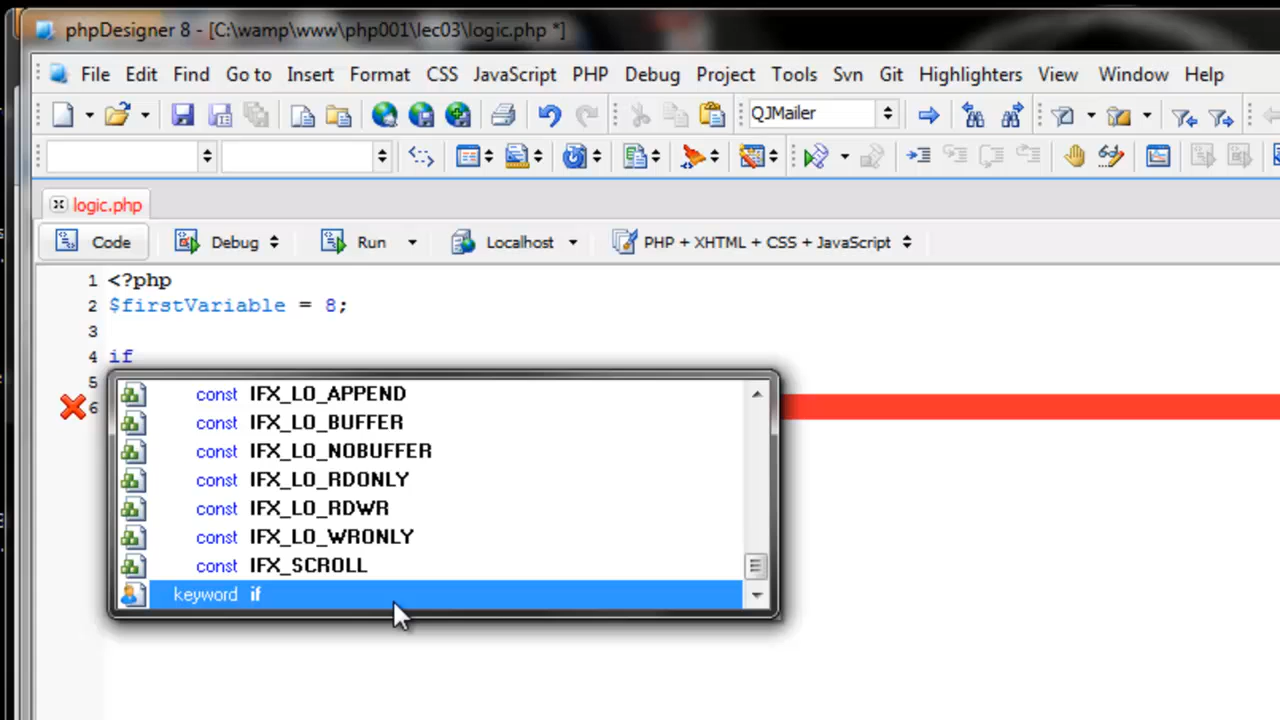 phpDesigner 8 - [C:\wamp\www\php001\lec03\logic.php *]
File Edit Find Go to Insert Format CSS JavaScript PHP Debug Project Tools Svn Git Highlighters View Window Help
QJMailer
logic.php
Code Debug Run Localhost PHP + XHTML + CSS + JavaScript
1 <?php
2 $firstVariable = 8;
3
4 if
5
6
const IFX_LO_APPEND
const IFX_LO_BUFFER
const IFX_LO_NOBUFFER
const IFX_LO_RDONLY
const IFX_LO_RDWR
const IFX_LO_WRONLY
const IFX_SCROLL
keyword if